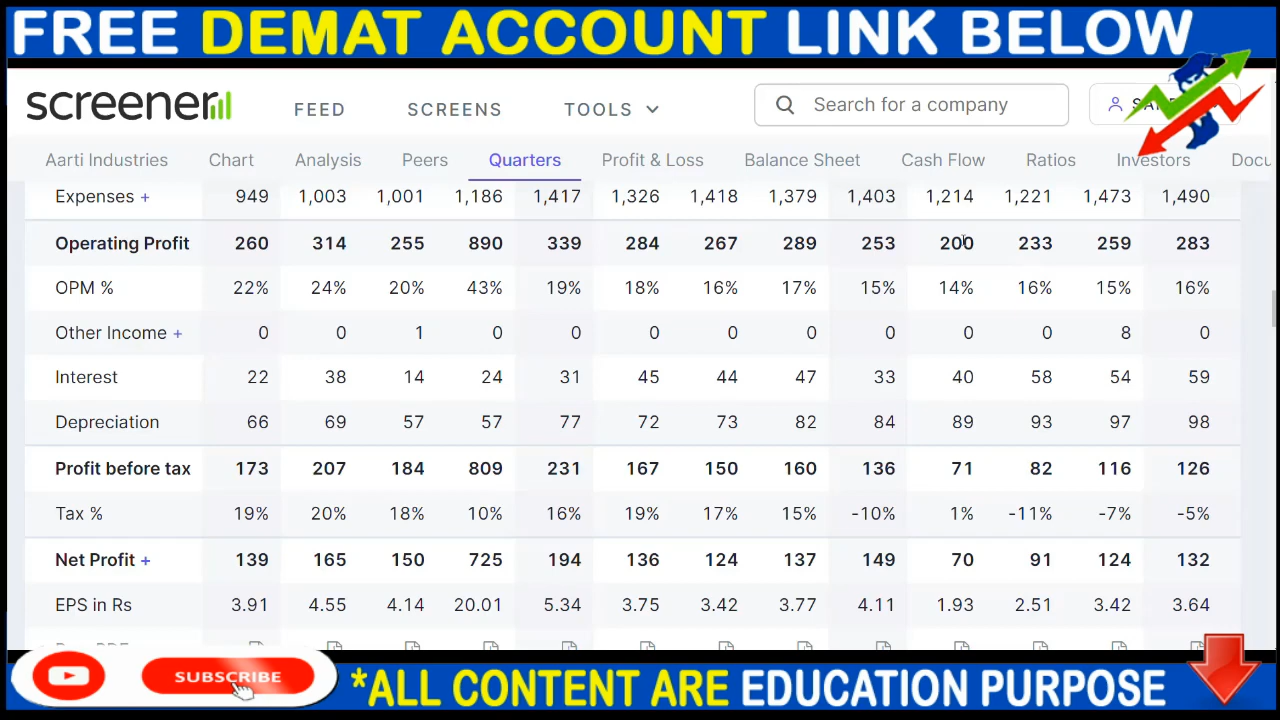 FREE DEMAT ACCOUNT LINK BELOW
screener
FEED SCREENS TOOLS Search for a company
Aarti Industries Chart Analysis Peers Quarters Profit & Loss Balance Sheet Cash Flow Ratios Investors Docu
Expenses + 949 1,003 1,001 1,186 1,417 1,326 1,418 1,379 1,403 1,214 1,221 1,473 1,490
Operating Profit 260 314 255 890 339 284 267 289 253 200 233 259 283
OPM % 22% 24% 20% 43% 19% 18% 16% 17% 15% 14% 16% 15% 16%
Other Income + 0 0 1 0 0 0 0 0 0 0 0 8 0
Interest 22 38 14 24 31 45 44 47 33 40 58 54 59
Depreciation 66 69 57 57 77 72 73 82 84 89 93 97 98
Profit before tax 173 207 184 809 231 167 150 160 136 71 82 116 126
Tax % 19% 20% 18% 10% 16% 19% 17% 15% -10% 1% -11% -7% -5%
Net Profit + 139 165 150 725 194 136 124 137 149 70 91 124 132
EPS in Rs 3.91 4.55 4.14 20.01 5.34 3.75 3.42 3.77 4.11 1.93 2.51 3.42 3.64
SUBSCRIBE
*ALL CONTENT ARE EDUCATION PURPOSE